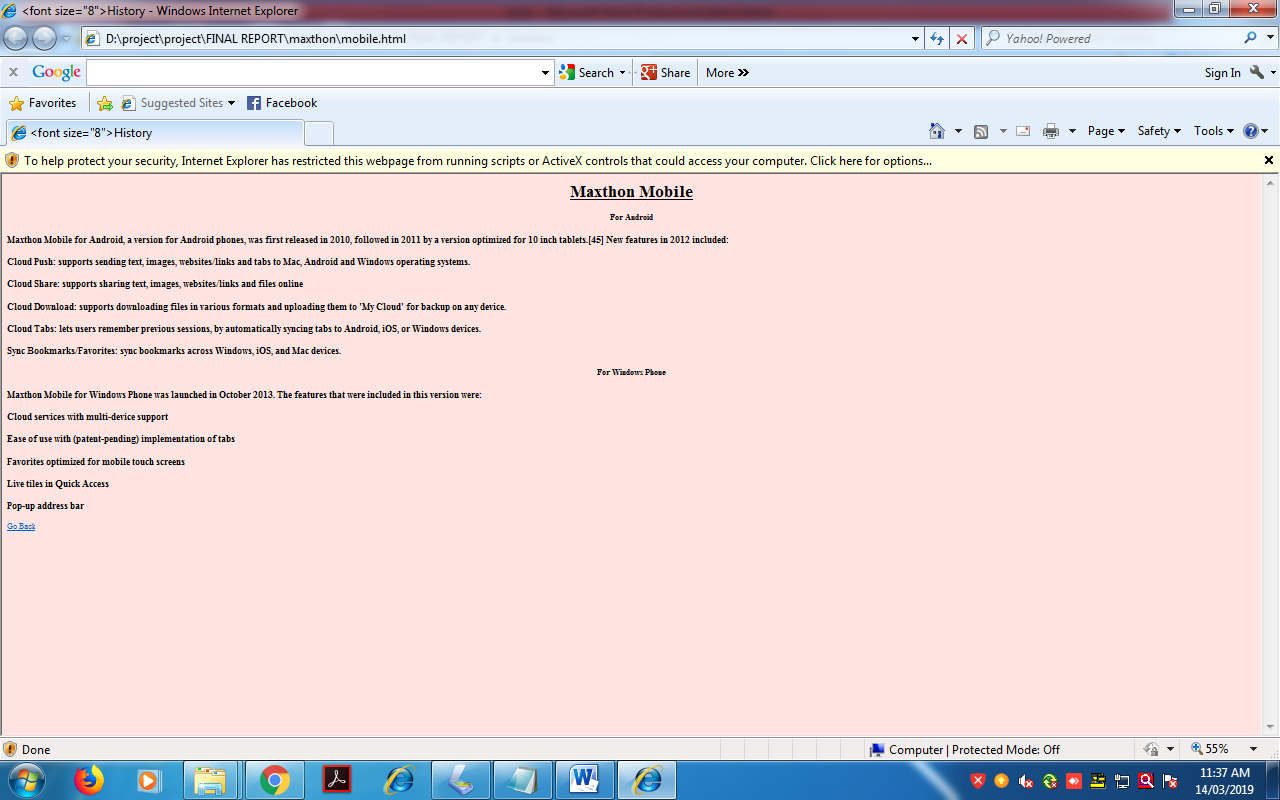 <font size="8">History - Windows Internet Explorer
D:\project\project\FINAL REPORT\maxthon\mobile.html
Yahoo! Powered
x Google Search Share More »
Sign In
Favorites Suggested Sites Facebook
<font size="8">History
Page Safety Tools
To help protect your security, Internet Explorer has restricted this webpage from running scripts or ActiveX controls that could access your computer. Click here for options...
Maxthon Mobile
For Android
Maxthon Mobile for Android, a version for Android phones, was first released in 2010, followed in 2011 by a version optimized for 10 inch tablets.[45] New features in 2012 included:
Cloud Push: supports sending text, images, websites/links and tabs to Mac, Android and Windows operating systems.
Cloud Share: supports sharing text, images, websites/links and files online
Cloud Download: supports downloading files in various formats and uploading them to 'My Cloud' for backup on any device.
Cloud Tabs: lets users remember previous sessions, by automatically syncing tabs to Android, iOS, or Windows devices.
Sync Bookmarks/Favorites: sync bookmarks across Windows, iOS, and Mac devices.
For Windows Phone
Maxthon Mobile for Windows Phone was launched in October 2013. The features that were included in this version were:
Cloud services with multi-device support
Ease of use with (patent-pending) implementation of tabs
Favorites optimized for mobile touch screens
Live tiles in Quick Access
Pop-up address bar
Go Back
Done
Computer | Protected Mode: Off
55%
11:37 AM
14/03/2019